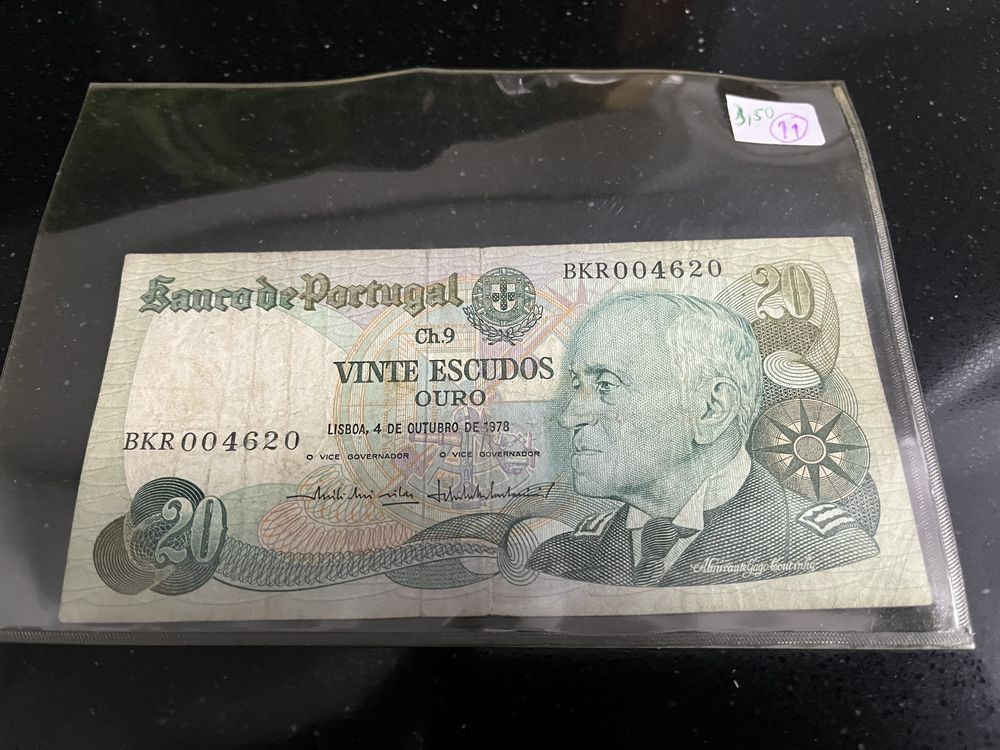 3,50
11
Banco de Portugal
BKR004620
20
Ch.9
VINTE ESCUDOS
OURO
LISBOA, 4 DE OUTUBRO DE 1978
BKR004620
O VICE GOVERNADOR
O VICE GOVERNADOR
20
Almirante Gago Coutinho